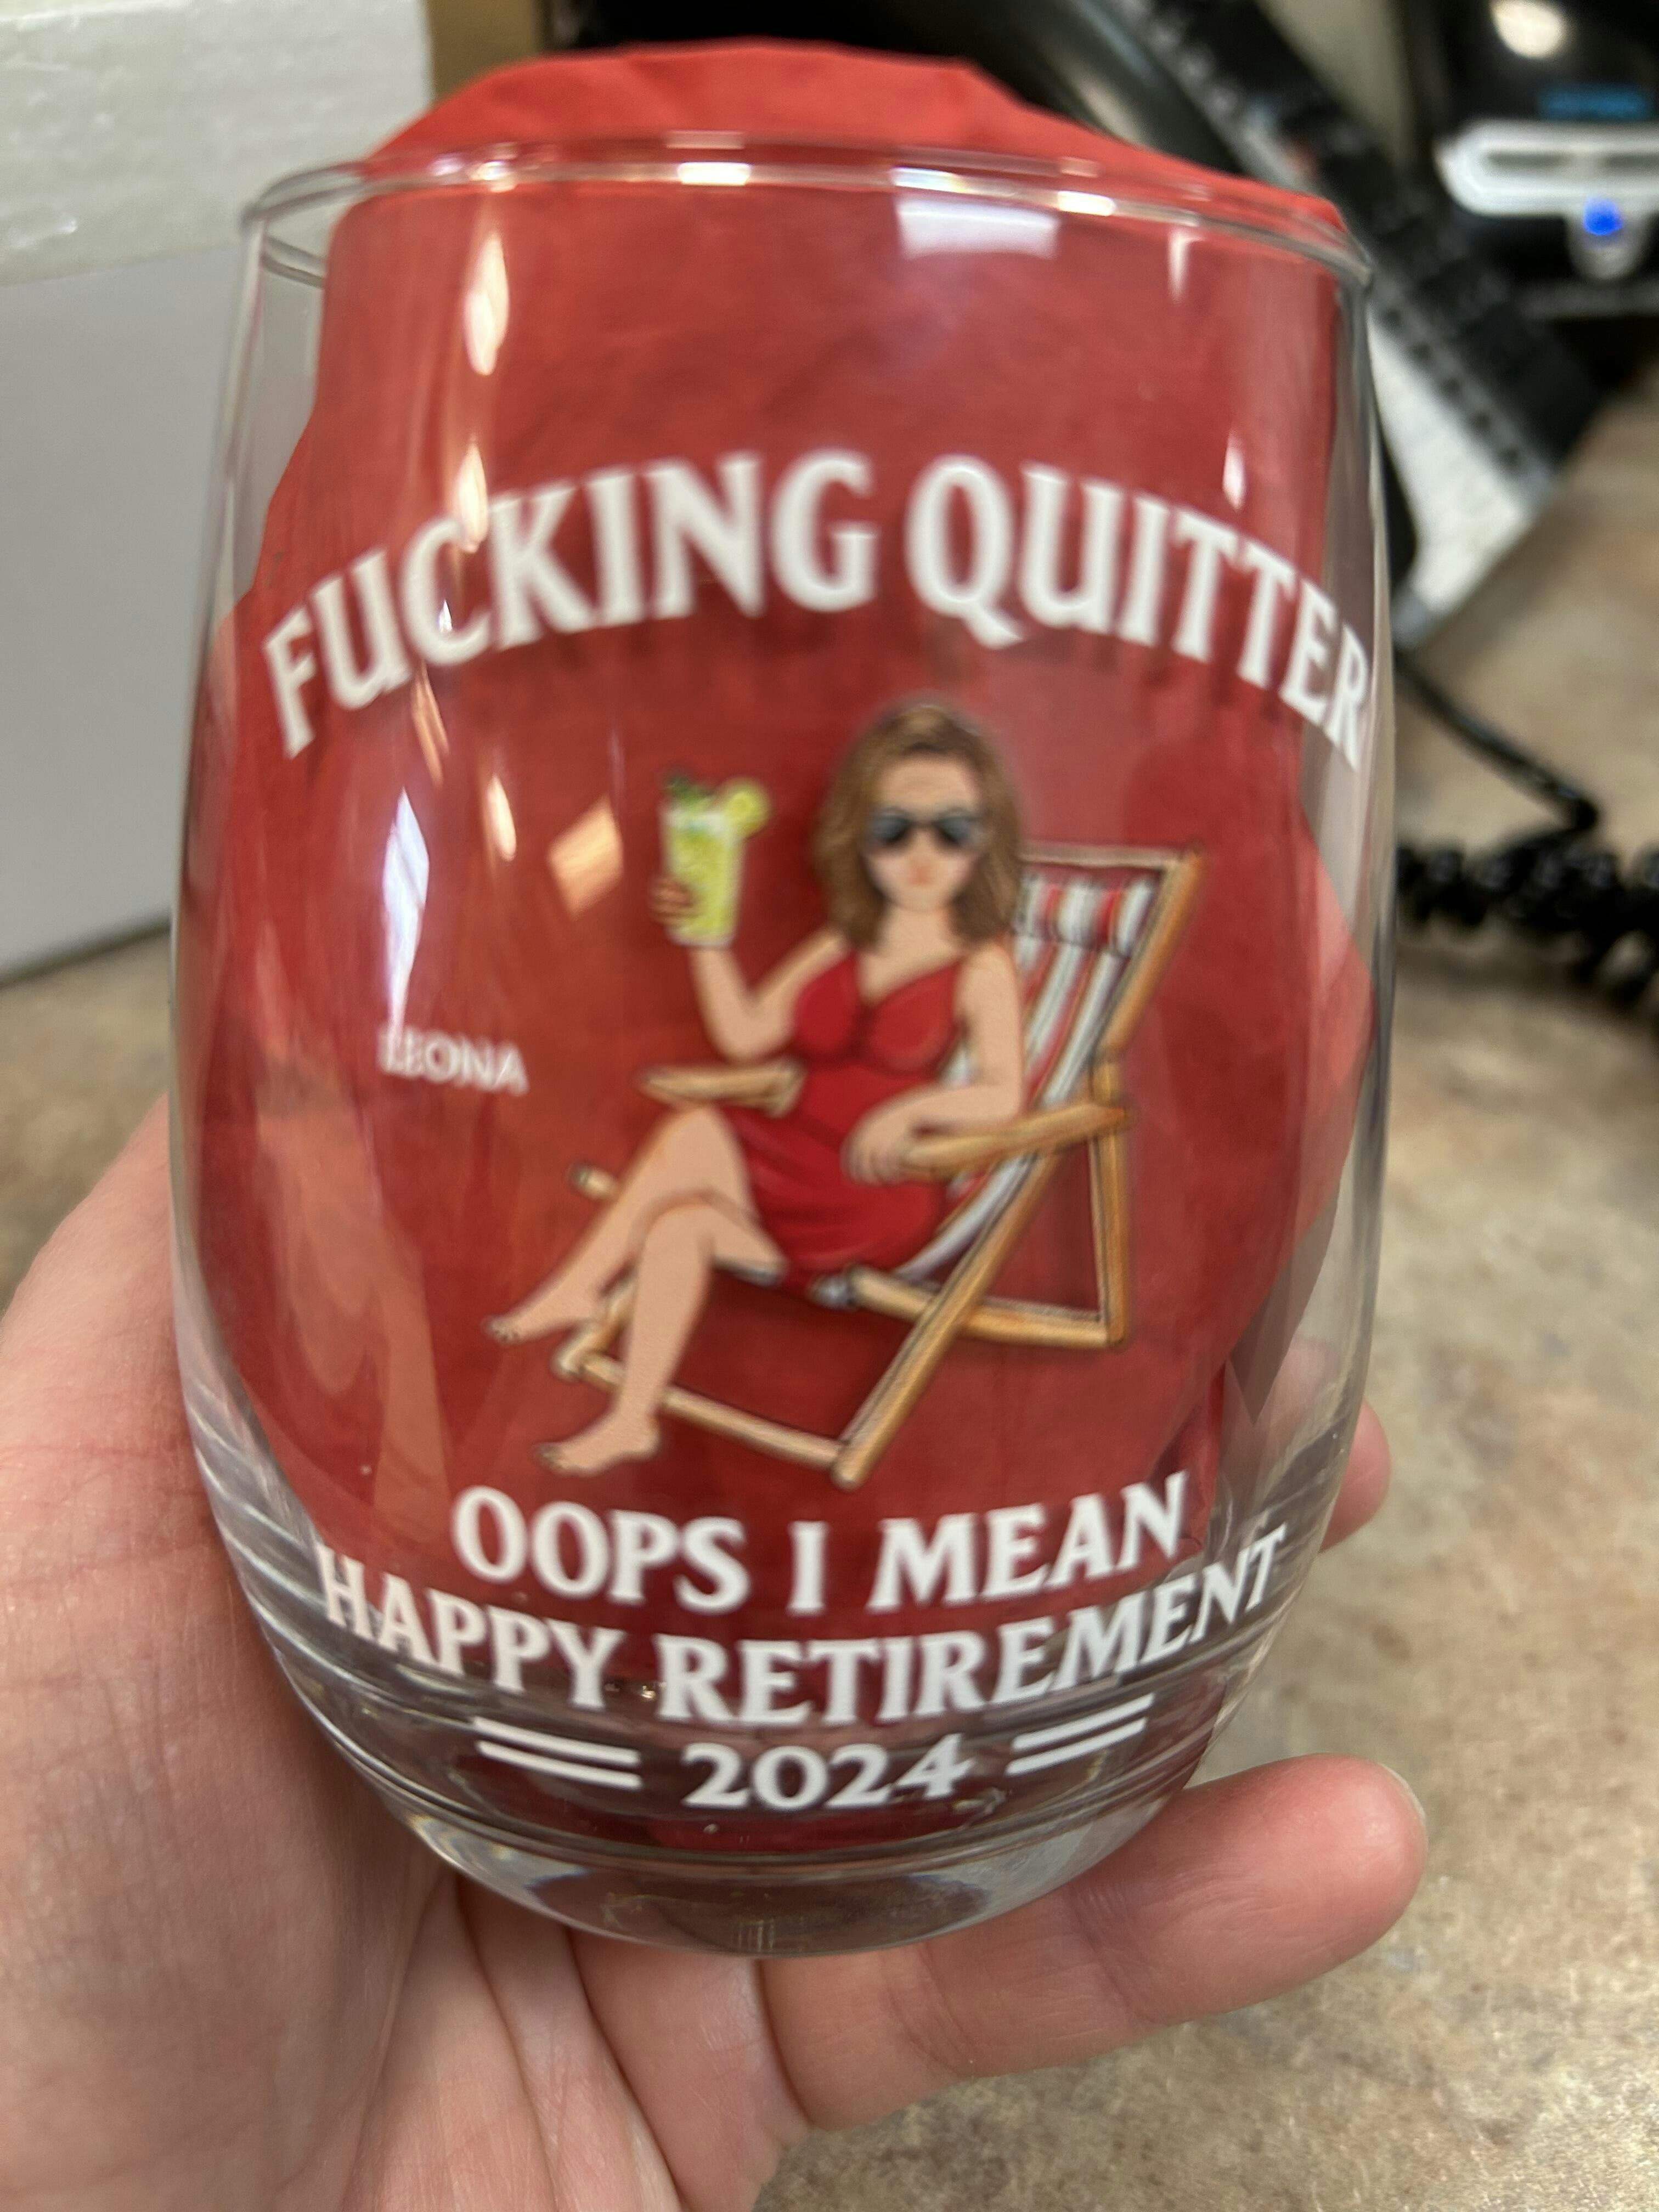 FUCKING QUITTER
LEONA
OOPS I MEAN
HAPPY RETIREMENT
2024